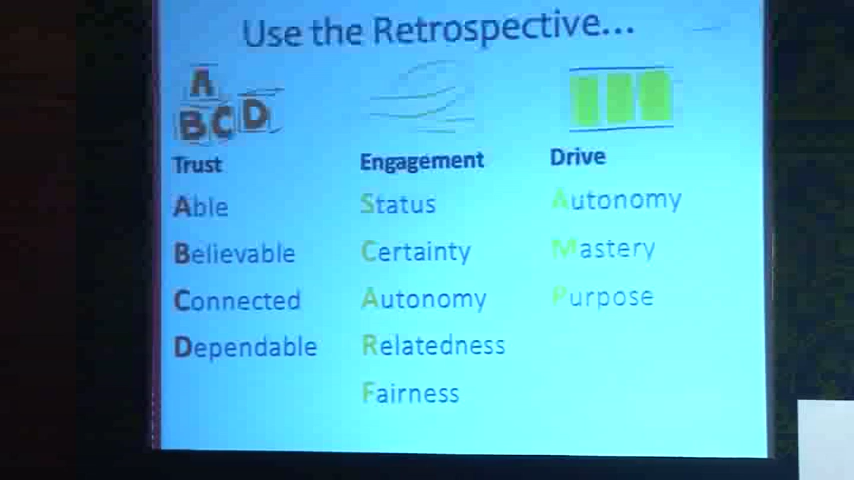 Use the Retrospective...
A
BCD
Trust
Able
Believable
Connected
Dependable
Engagement
Status
Certainty
Autonomy
Relatedness
Fairness
Drive
Autonomy
Mastery
Purpose